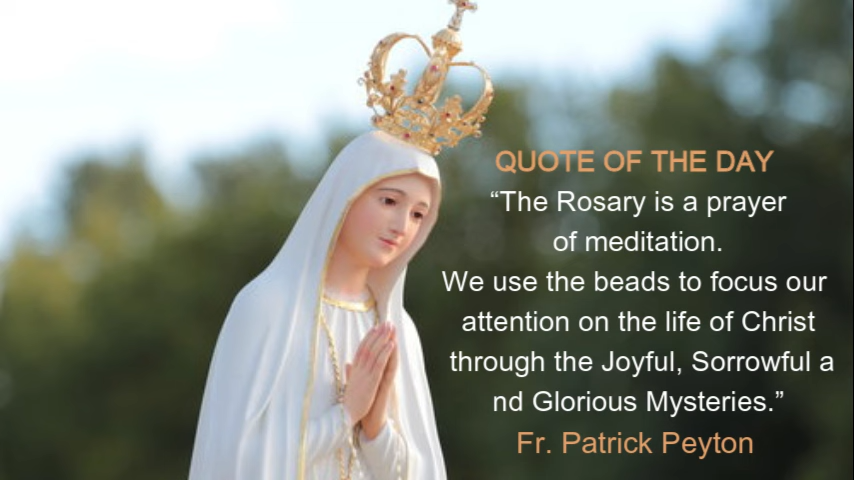 QUOTE OF THE DAY
“The Rosary is a prayer
of meditation.
We use the beads to focus our
attention on the life of Christ
through the Joyful, Sorrowful a
nd Glorious Mysteries.”
Fr. Patrick Peyton